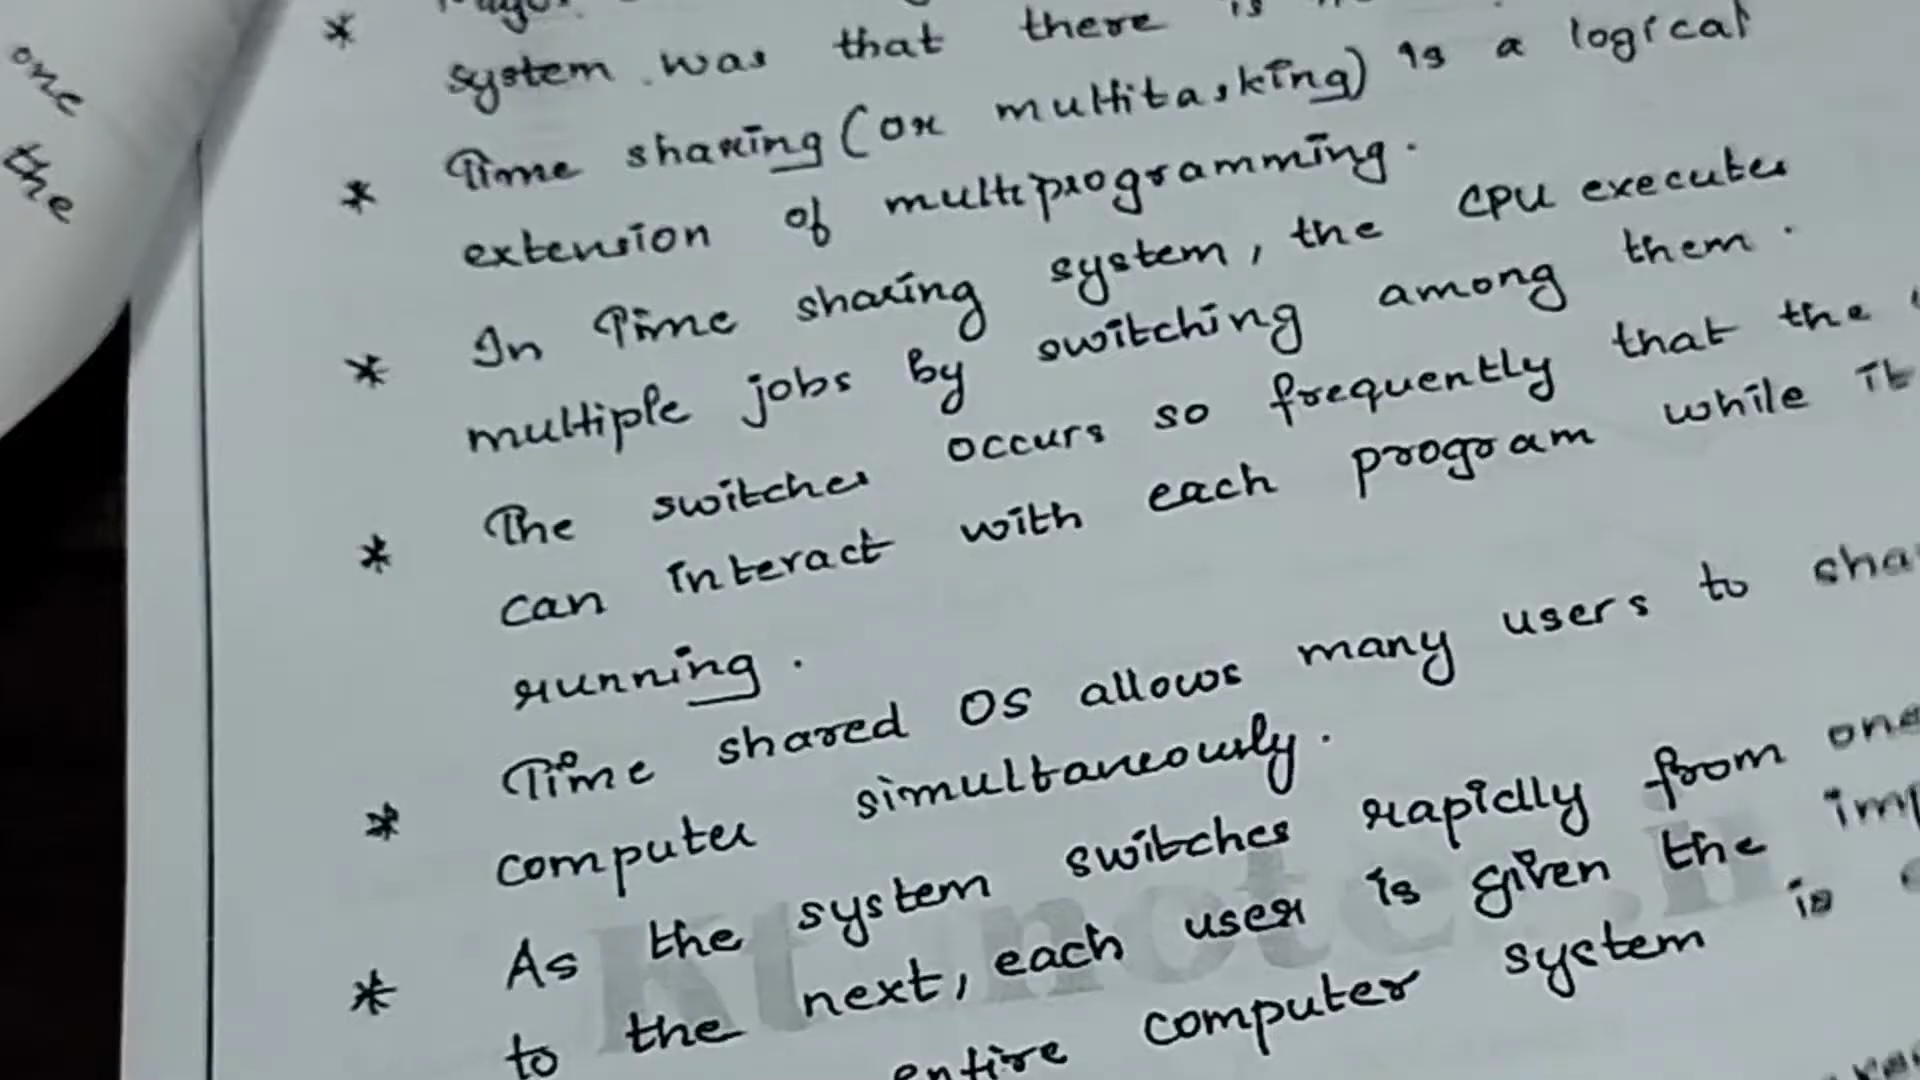 one
the
* 
system was that there is
* Time sharing (or multitasking) is a logical
extension of multiprogramming.
* In Time sharing system, the CPU executes
multiple jobs by switching among them.
* The switches occurs so frequently that the
can interact with each program while it
running.
* Time shared OS allows many users to
computer simultaneously.
* As the system switches rapidly from one
to the next, each user is given the
entire computer system is